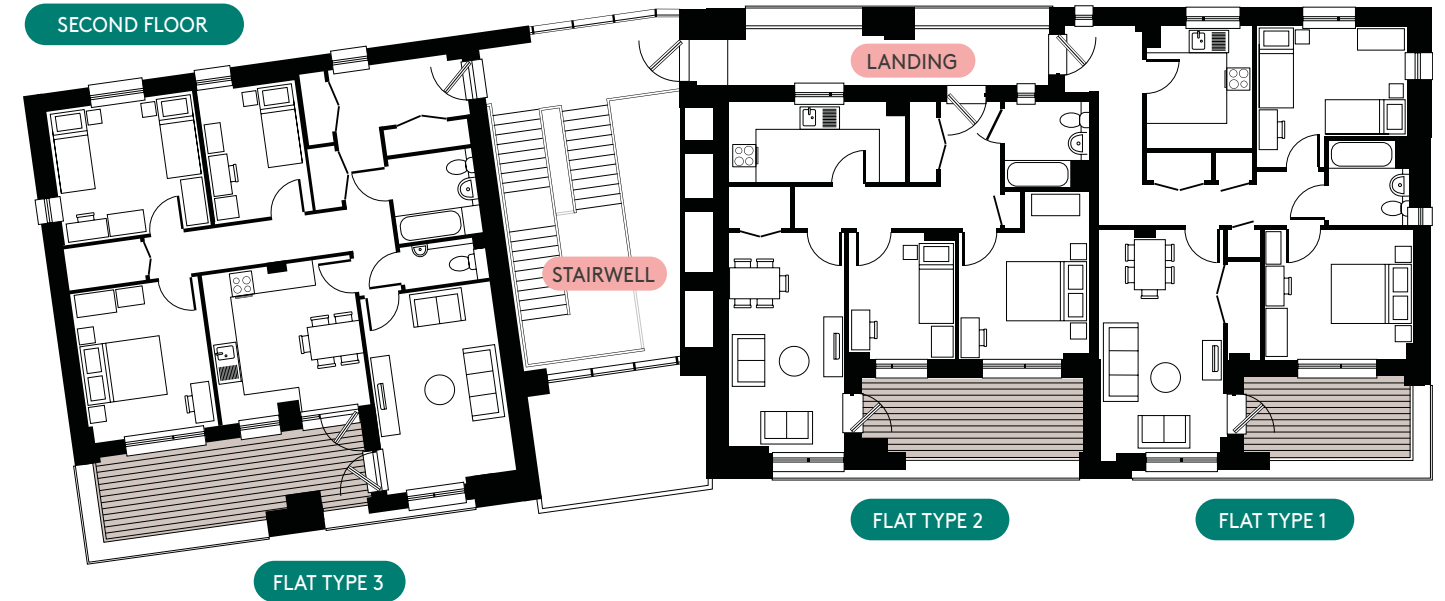 SECOND FLOOR
LANDING
STAIRWELL
FLAT TYPE 2
FLAT TYPE 1
FLAT TYPE 3